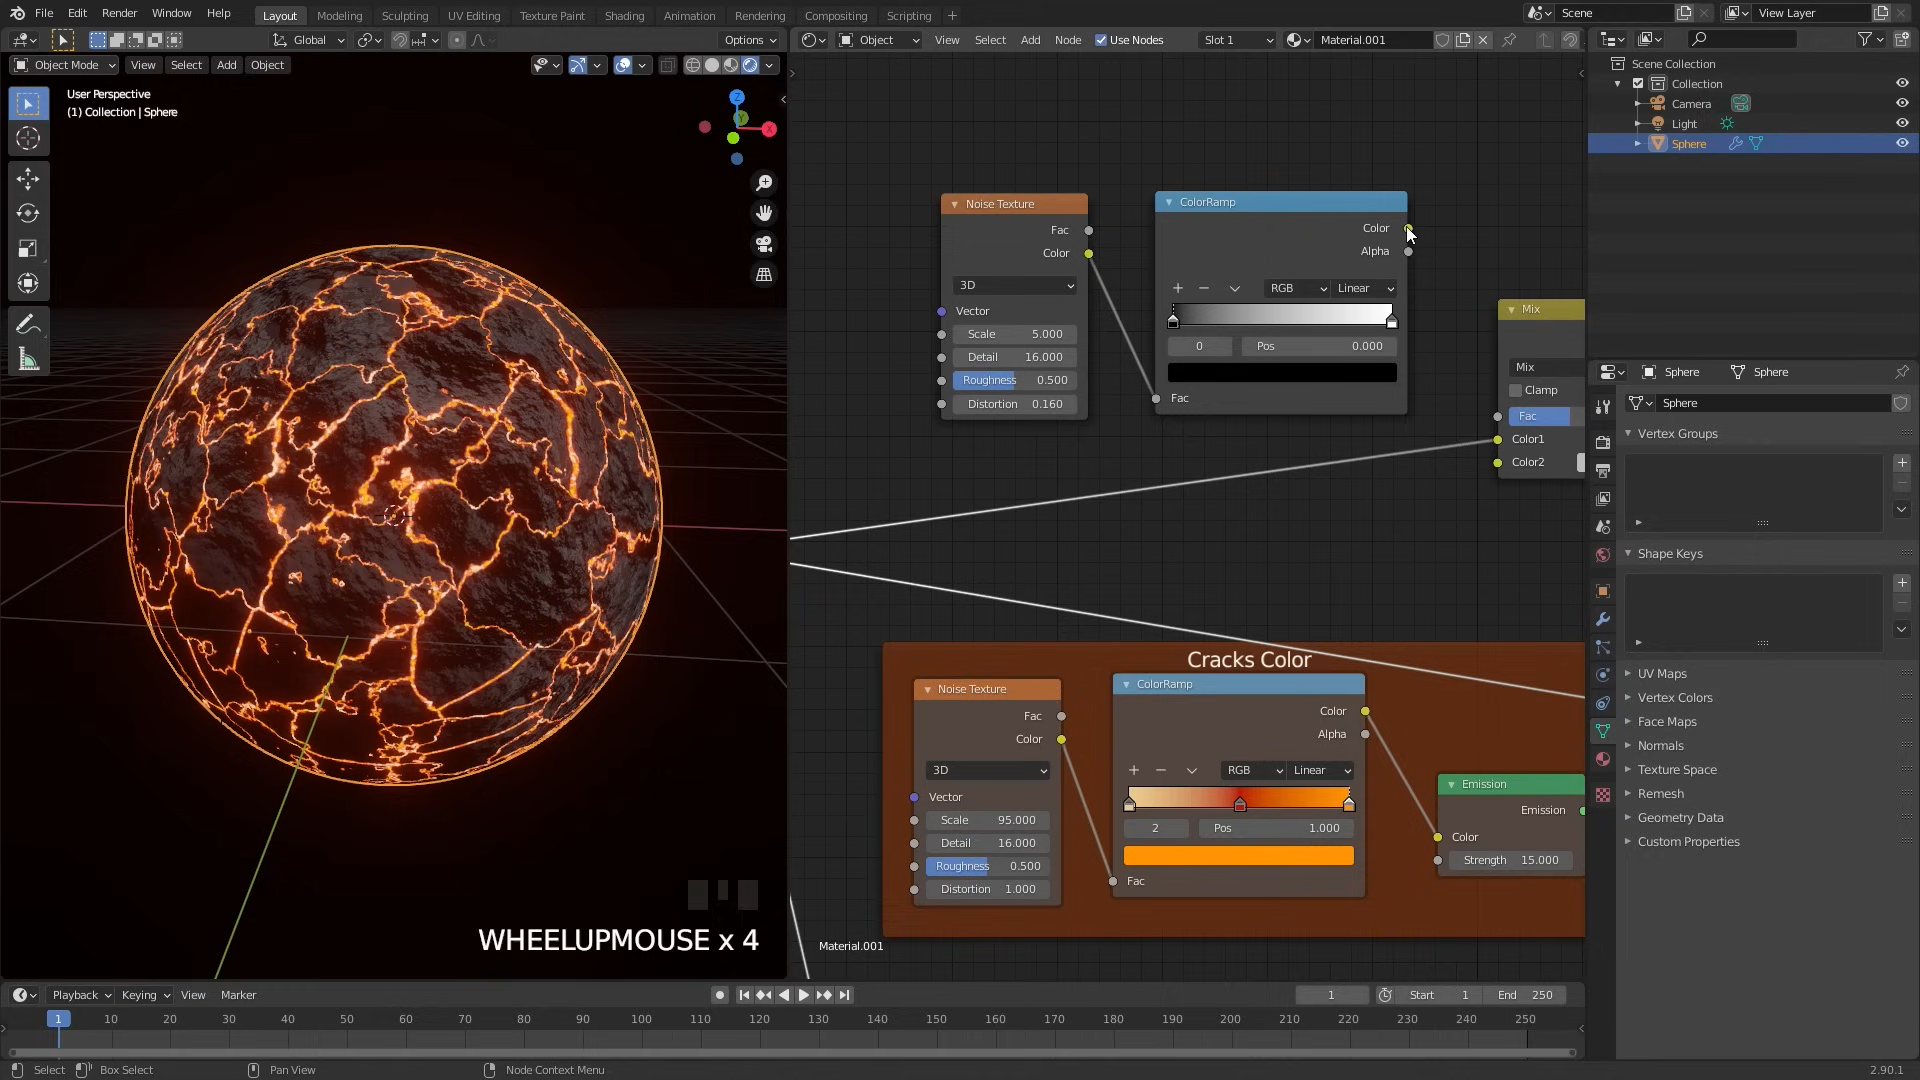 File Edit Render Window Help Layout Modeling Sculpting UV Editing Texture Paint Shading Animation Rendering Compositing Scripting + Scene View Layer
Global Options Object View Select Add Node Use Nodes Slot 1 Material.001
Object Mode View Select Add Object
User Perspective
(1) Collection | Sphere
Z
Y
X
Scene Collection
Collection
Camera
Light
Sphere
Noise Texture
Fac
Color
3D
Vector
Scale 5.000
Detail 16.000
Roughness 0.500
Distortion 0.160
ColorRamp
Color
Alpha
RGB Linear
0 Pos 0.000
Fac
Mix
Mix
Clamp
Fac
Color1
Color2
Cracks Color
Noise Texture
Fac
Color
3D
Vector
Scale 95.000
Detail 16.000
Roughness 0.500
Distortion 1.000
ColorRamp
Color
Alpha
RGB Linear
2 Pos 1.000
Fac
Emission
Emission
Color
Strength 15.000
Material.001
WHEELUPMOUSE x 4
Sphere Sphere
Sphere
Vertex Groups
Shape Keys
UV Maps
Vertex Colors
Face Maps
Normals
Texture Space
Remesh
Geometry Data
Custom Properties
Playback Keying View Marker 1 Start 1 End 250
1 10 20 30 40 50 60 70 80 90 100 110 120 130 140 150 160 170 180 190 200 210 220 230 240 250
Select Box Select Pan View Node Context Menu 2.90.1